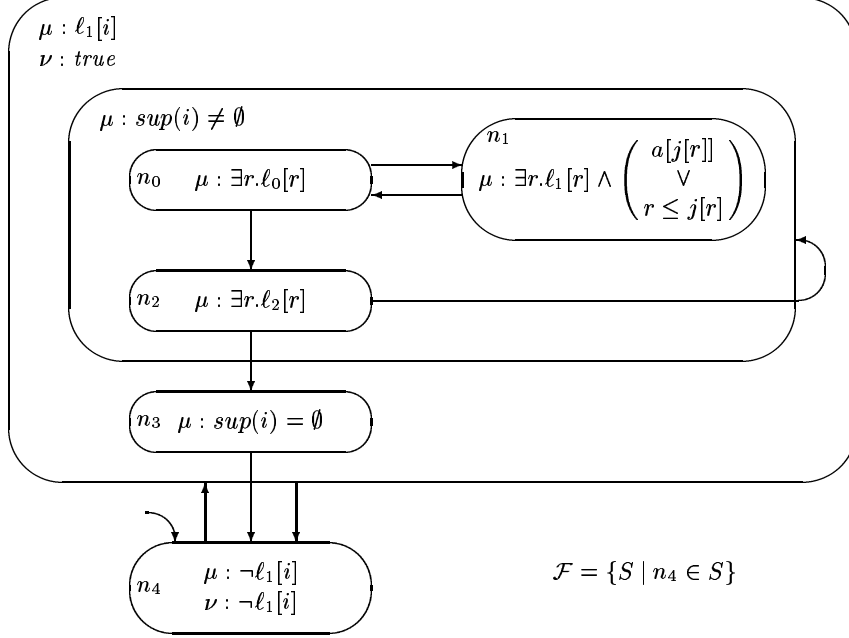 μ : ℓ₁[i]
ν : true
μ : sup(i) ≠ ∅
n₀ μ : ∃r.ℓ₀[r]
n₁
μ : ∃r.ℓ₁[r] ∧ ( a[j[r]] ∨ r ≤ j[r] )
n₂ μ : ∃r.ℓ₂[r]
n₃ μ : sup(i) = ∅
n₄
μ : ¬ℓ₁[i]
ν : ¬ℓ₁[i]
ℱ = {S | n₄ ∈ S}